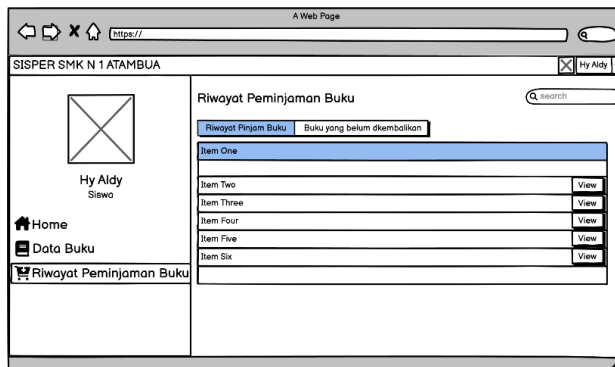 A Web Page
https://
SISPER SMK N 1 ATAMBUA
Hy Aldy
Hy Aldy
Siswa
Home
Data Buku
Riwayat Peminjaman Buku
Riwayat Peminjaman Buku
search
Riwayat Pinjam Buku
Buku yang belum dkembalikan
Item One
Item Two View
Item Three View
Item Four View
Item Five View
Item Six View